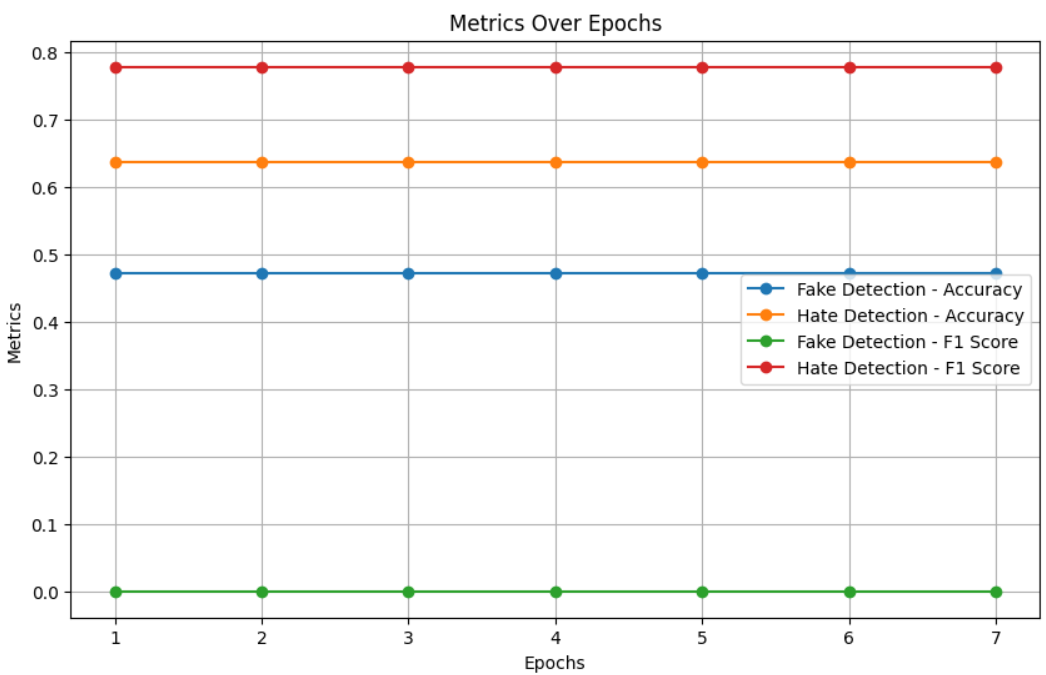 Metrics Over Epochs
Metrics
0.8
0.7
0.6
0.5
0.4
0.3
0.2
0.1
0.0
Fake Detection - Accuracy
Hate Detection - Accuracy
Fake Detection - F1 Score
Hate Detection - F1 Score
1 2 3 4 5 6 7
Epochs